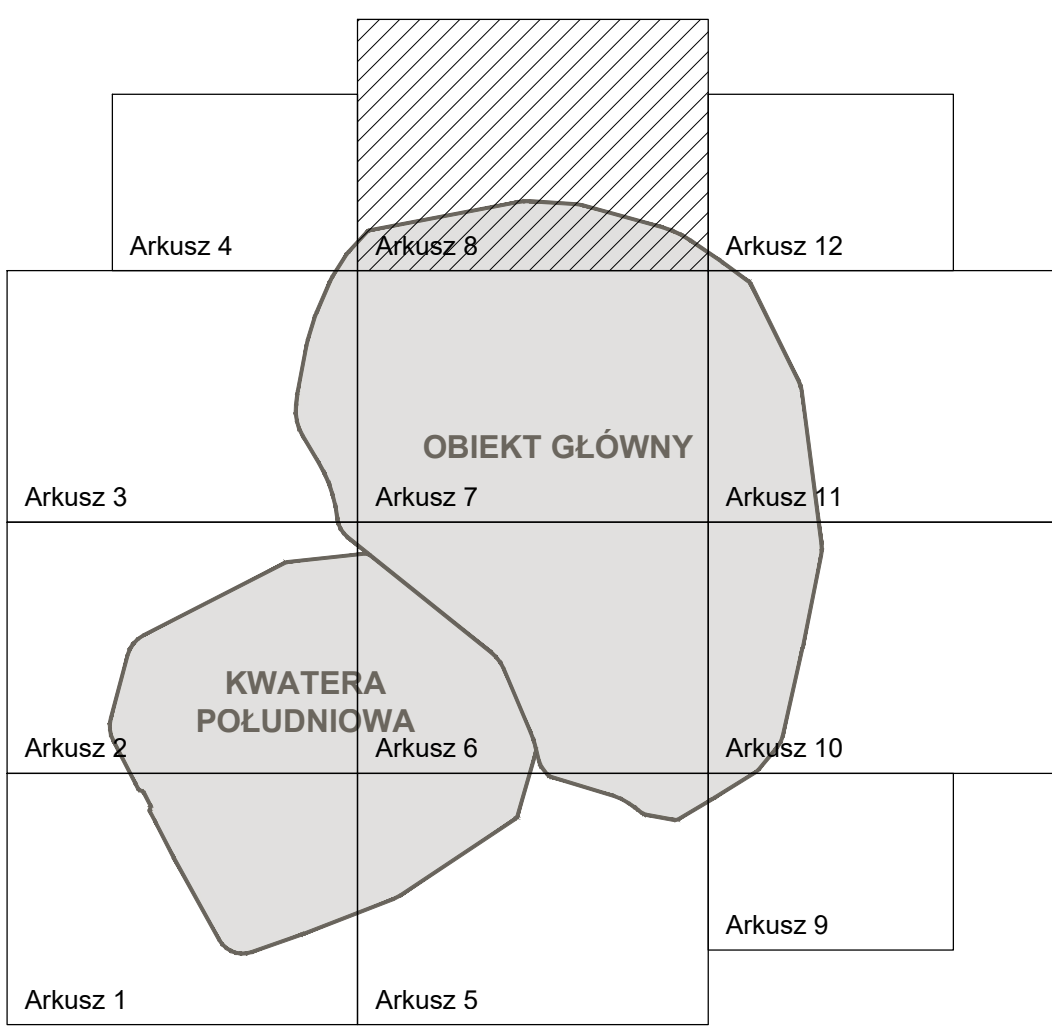 Arkusz 4
Arkusz 8
Arkusz 12
OBIEKT GŁÓWNY
Arkusz 3
Arkusz 7
Arkusz 11
KWATERA
POŁUDNIOWA
Arkusz 2
Arkusz 6
Arkusz 10
Arkusz 9
Arkusz 1
Arkusz 5